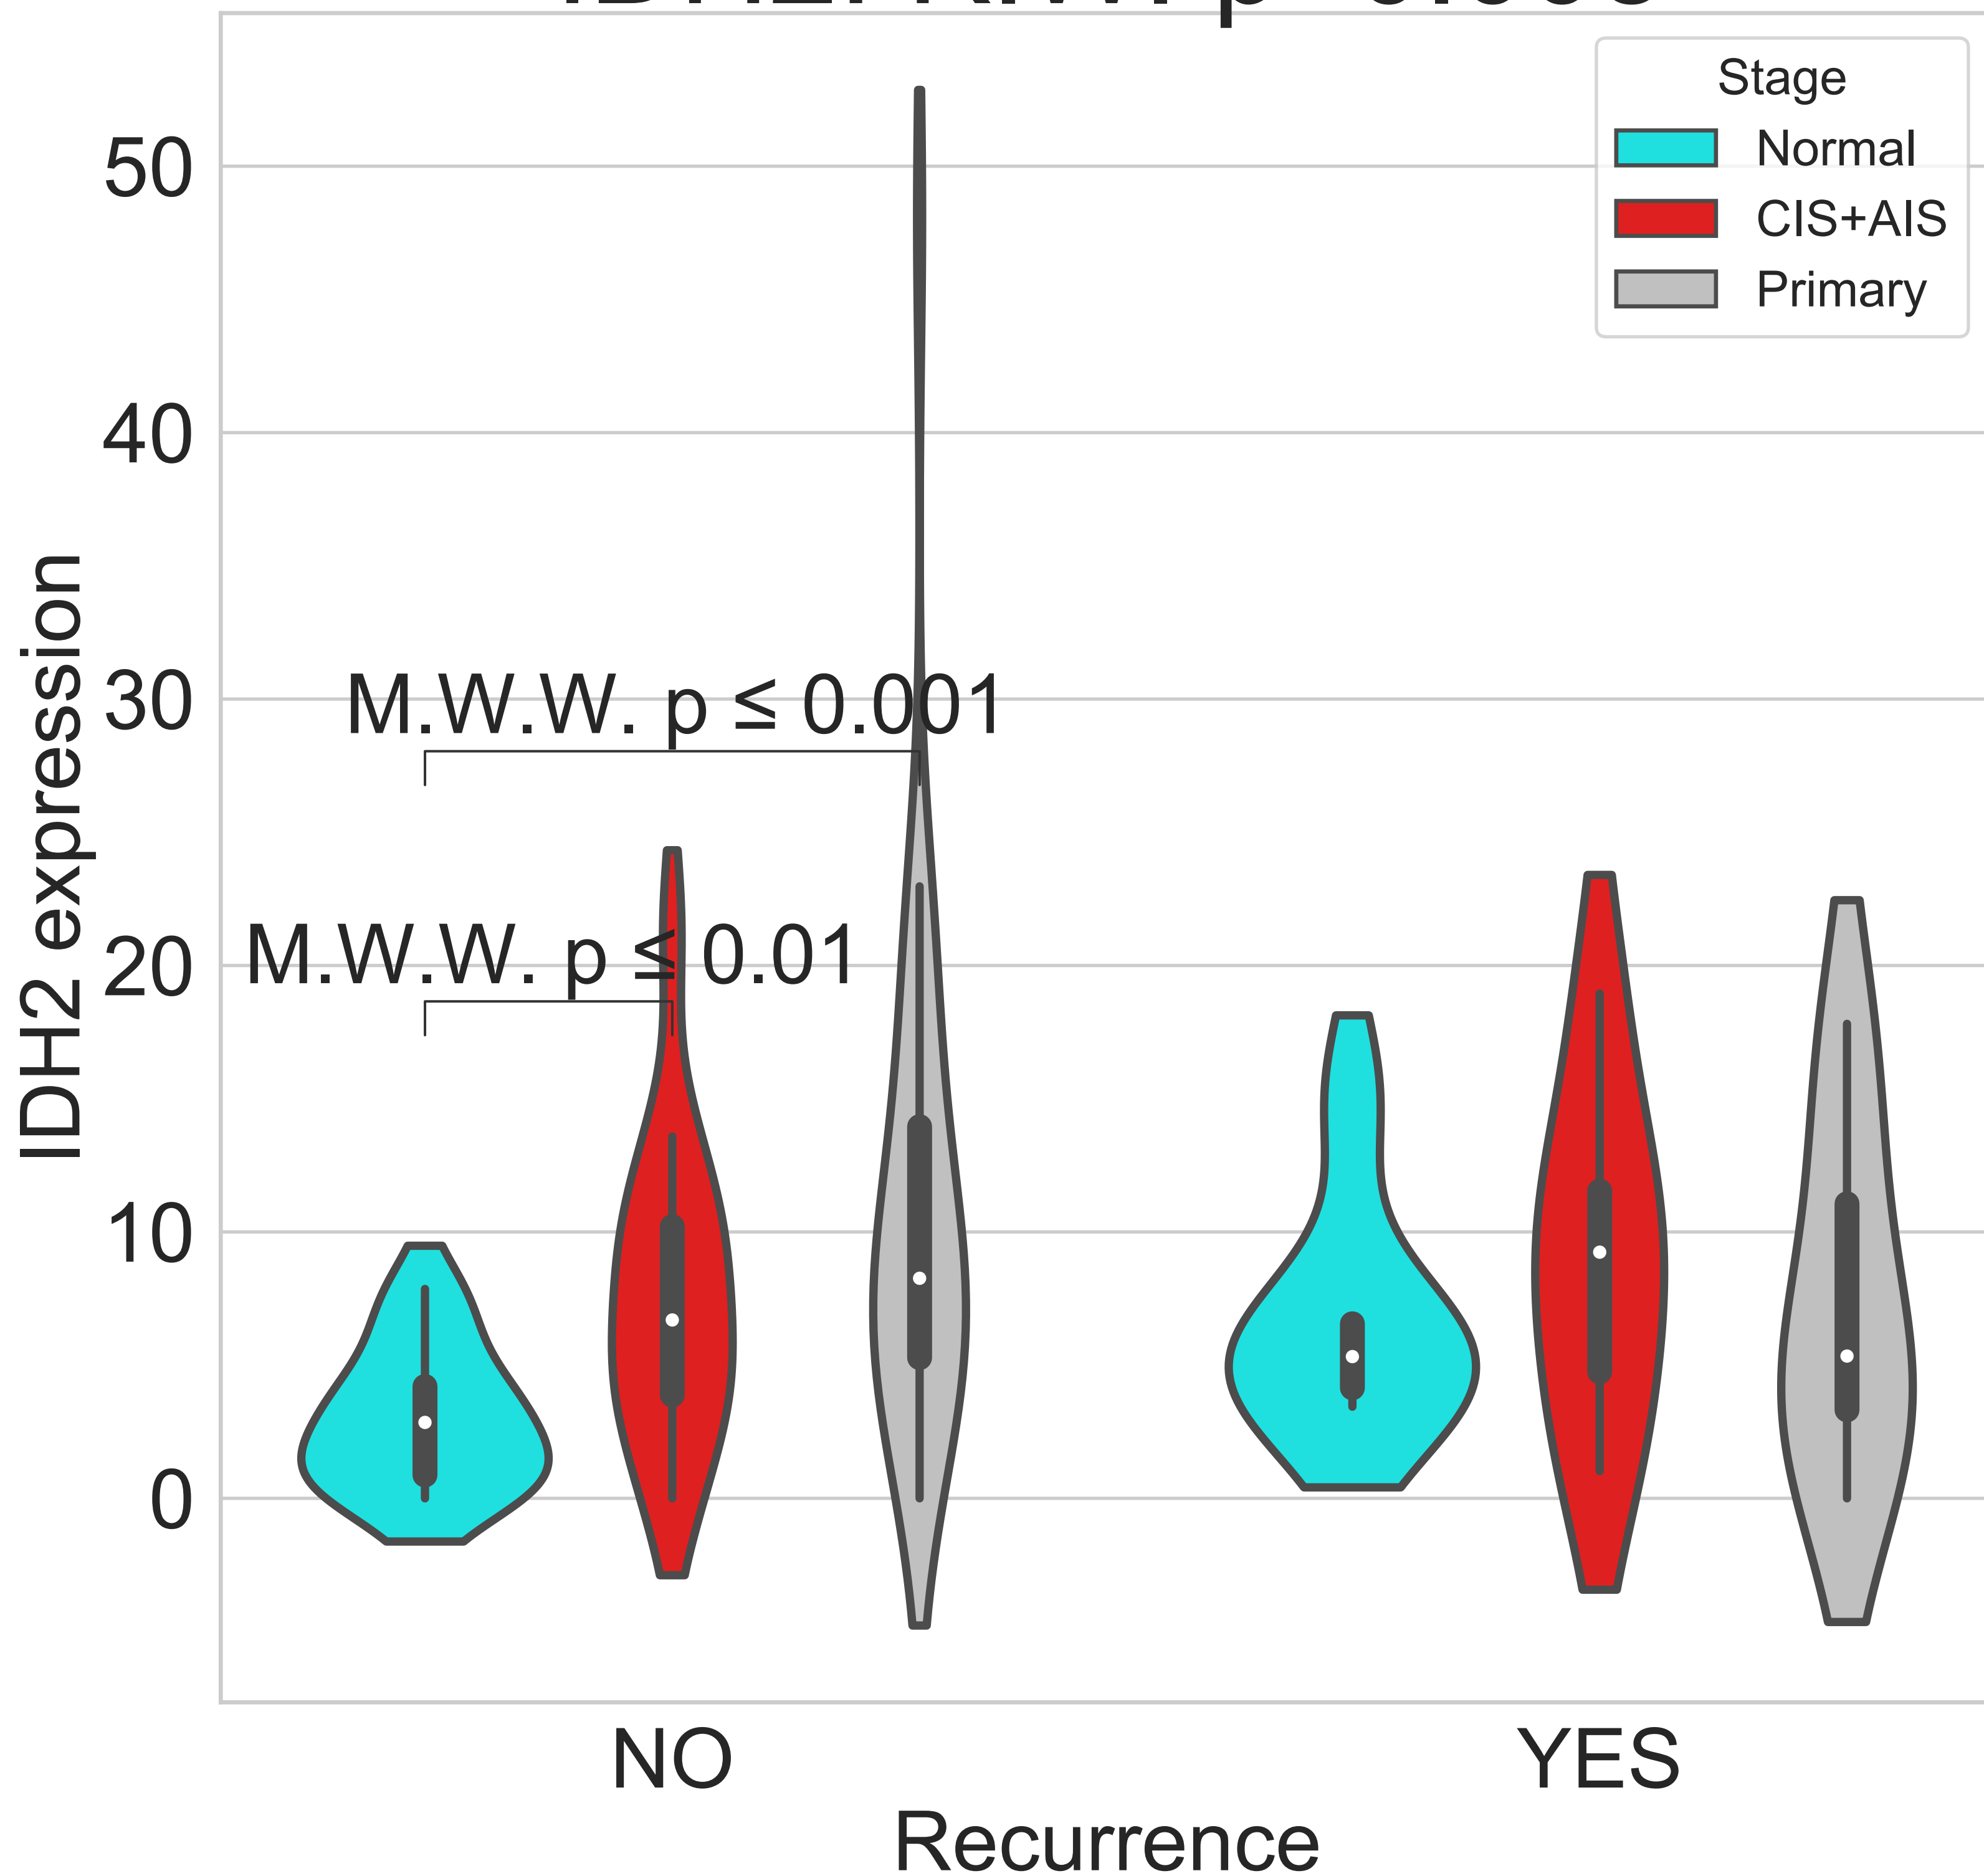 Stage
Normal
CIS+AIS
Primary
50
40
30
20
10
0
IDH2 expression
M.W.W. p ≤ 0.001
M.W.W. p ≤ 0.01
NO
YES
Recurrence